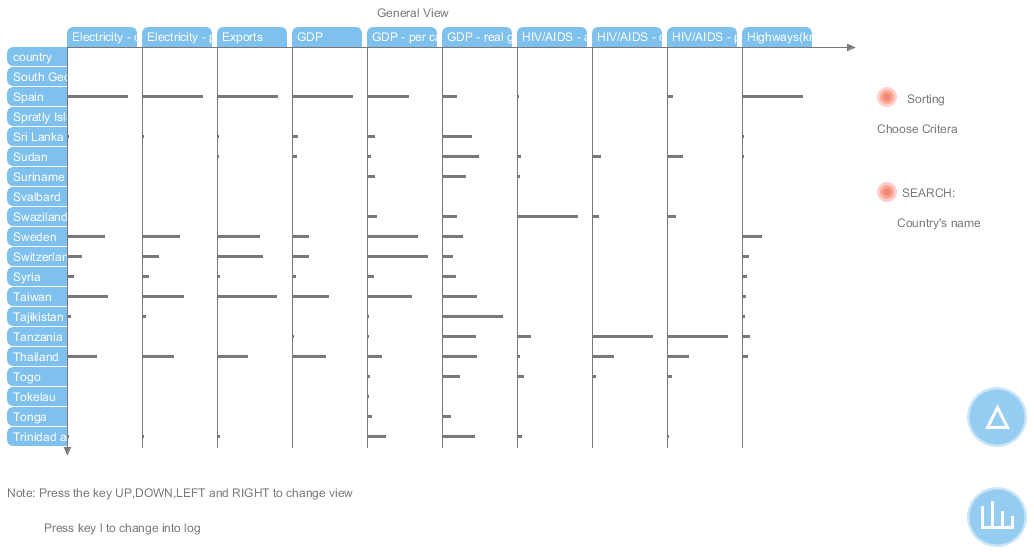 General View
Electricity - Electricity - Exports GDP GDP - per ca GDP - real g HIV/AIDS - HIV/AIDS - HIV/AIDS - Highways(k
country
South Geo
Spain
Spratly Isl
Sri Lanka
Sudan
Suriname
Svalbard
Swaziland
Sweden
Switzerlan
Syria
Taiwan
Tajikistan
Tanzania
Thailand
Togo
Tokelau
Tonga
Trinidad a
Sorting
Choose Critera
SEARCH:
Country's name
Note: Press the key UP,DOWN,LEFT and RIGHT to change view
Press key l to change into log